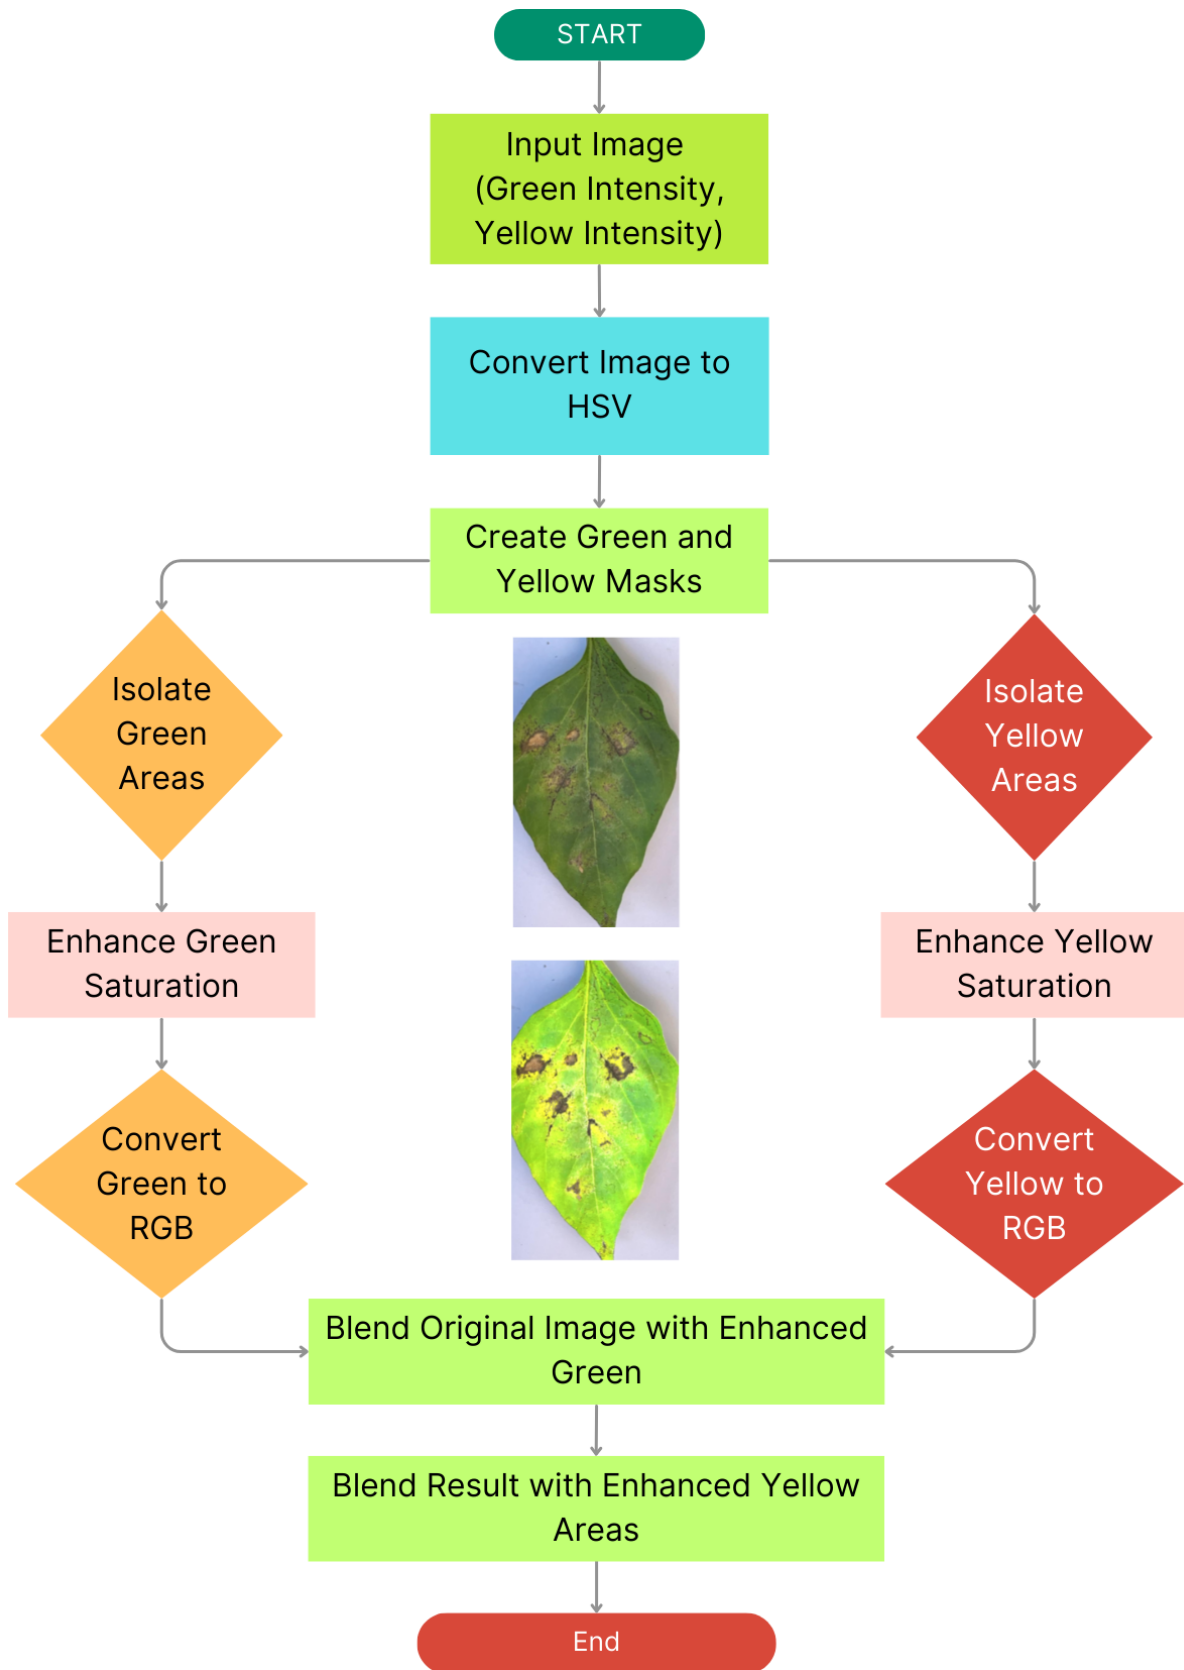 START
Input Image
(Green Intensity,
Yellow Intensity)
Convert Image to
HSV
Create Green and
Yellow Masks
Isolate
Green
Areas
Isolate
Yellow
Areas
Enhance Green
Saturation
Enhance Yellow
Saturation
Convert
Green to
RGB
Convert
Yellow to
RGB
Blend Original Image with Enhanced
Green
Blend Result with Enhanced Yellow
Areas
End